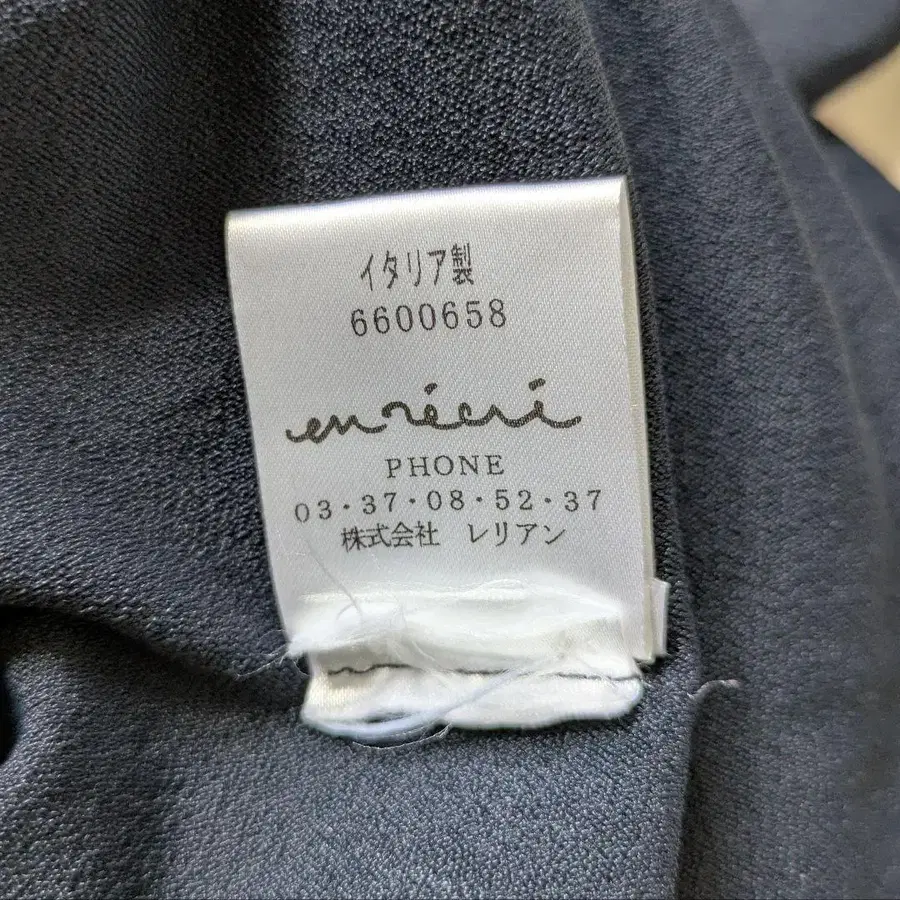 イタリア製
6600658
en récré
PHONE
03・37・08・52・37
株式会社 レリアン